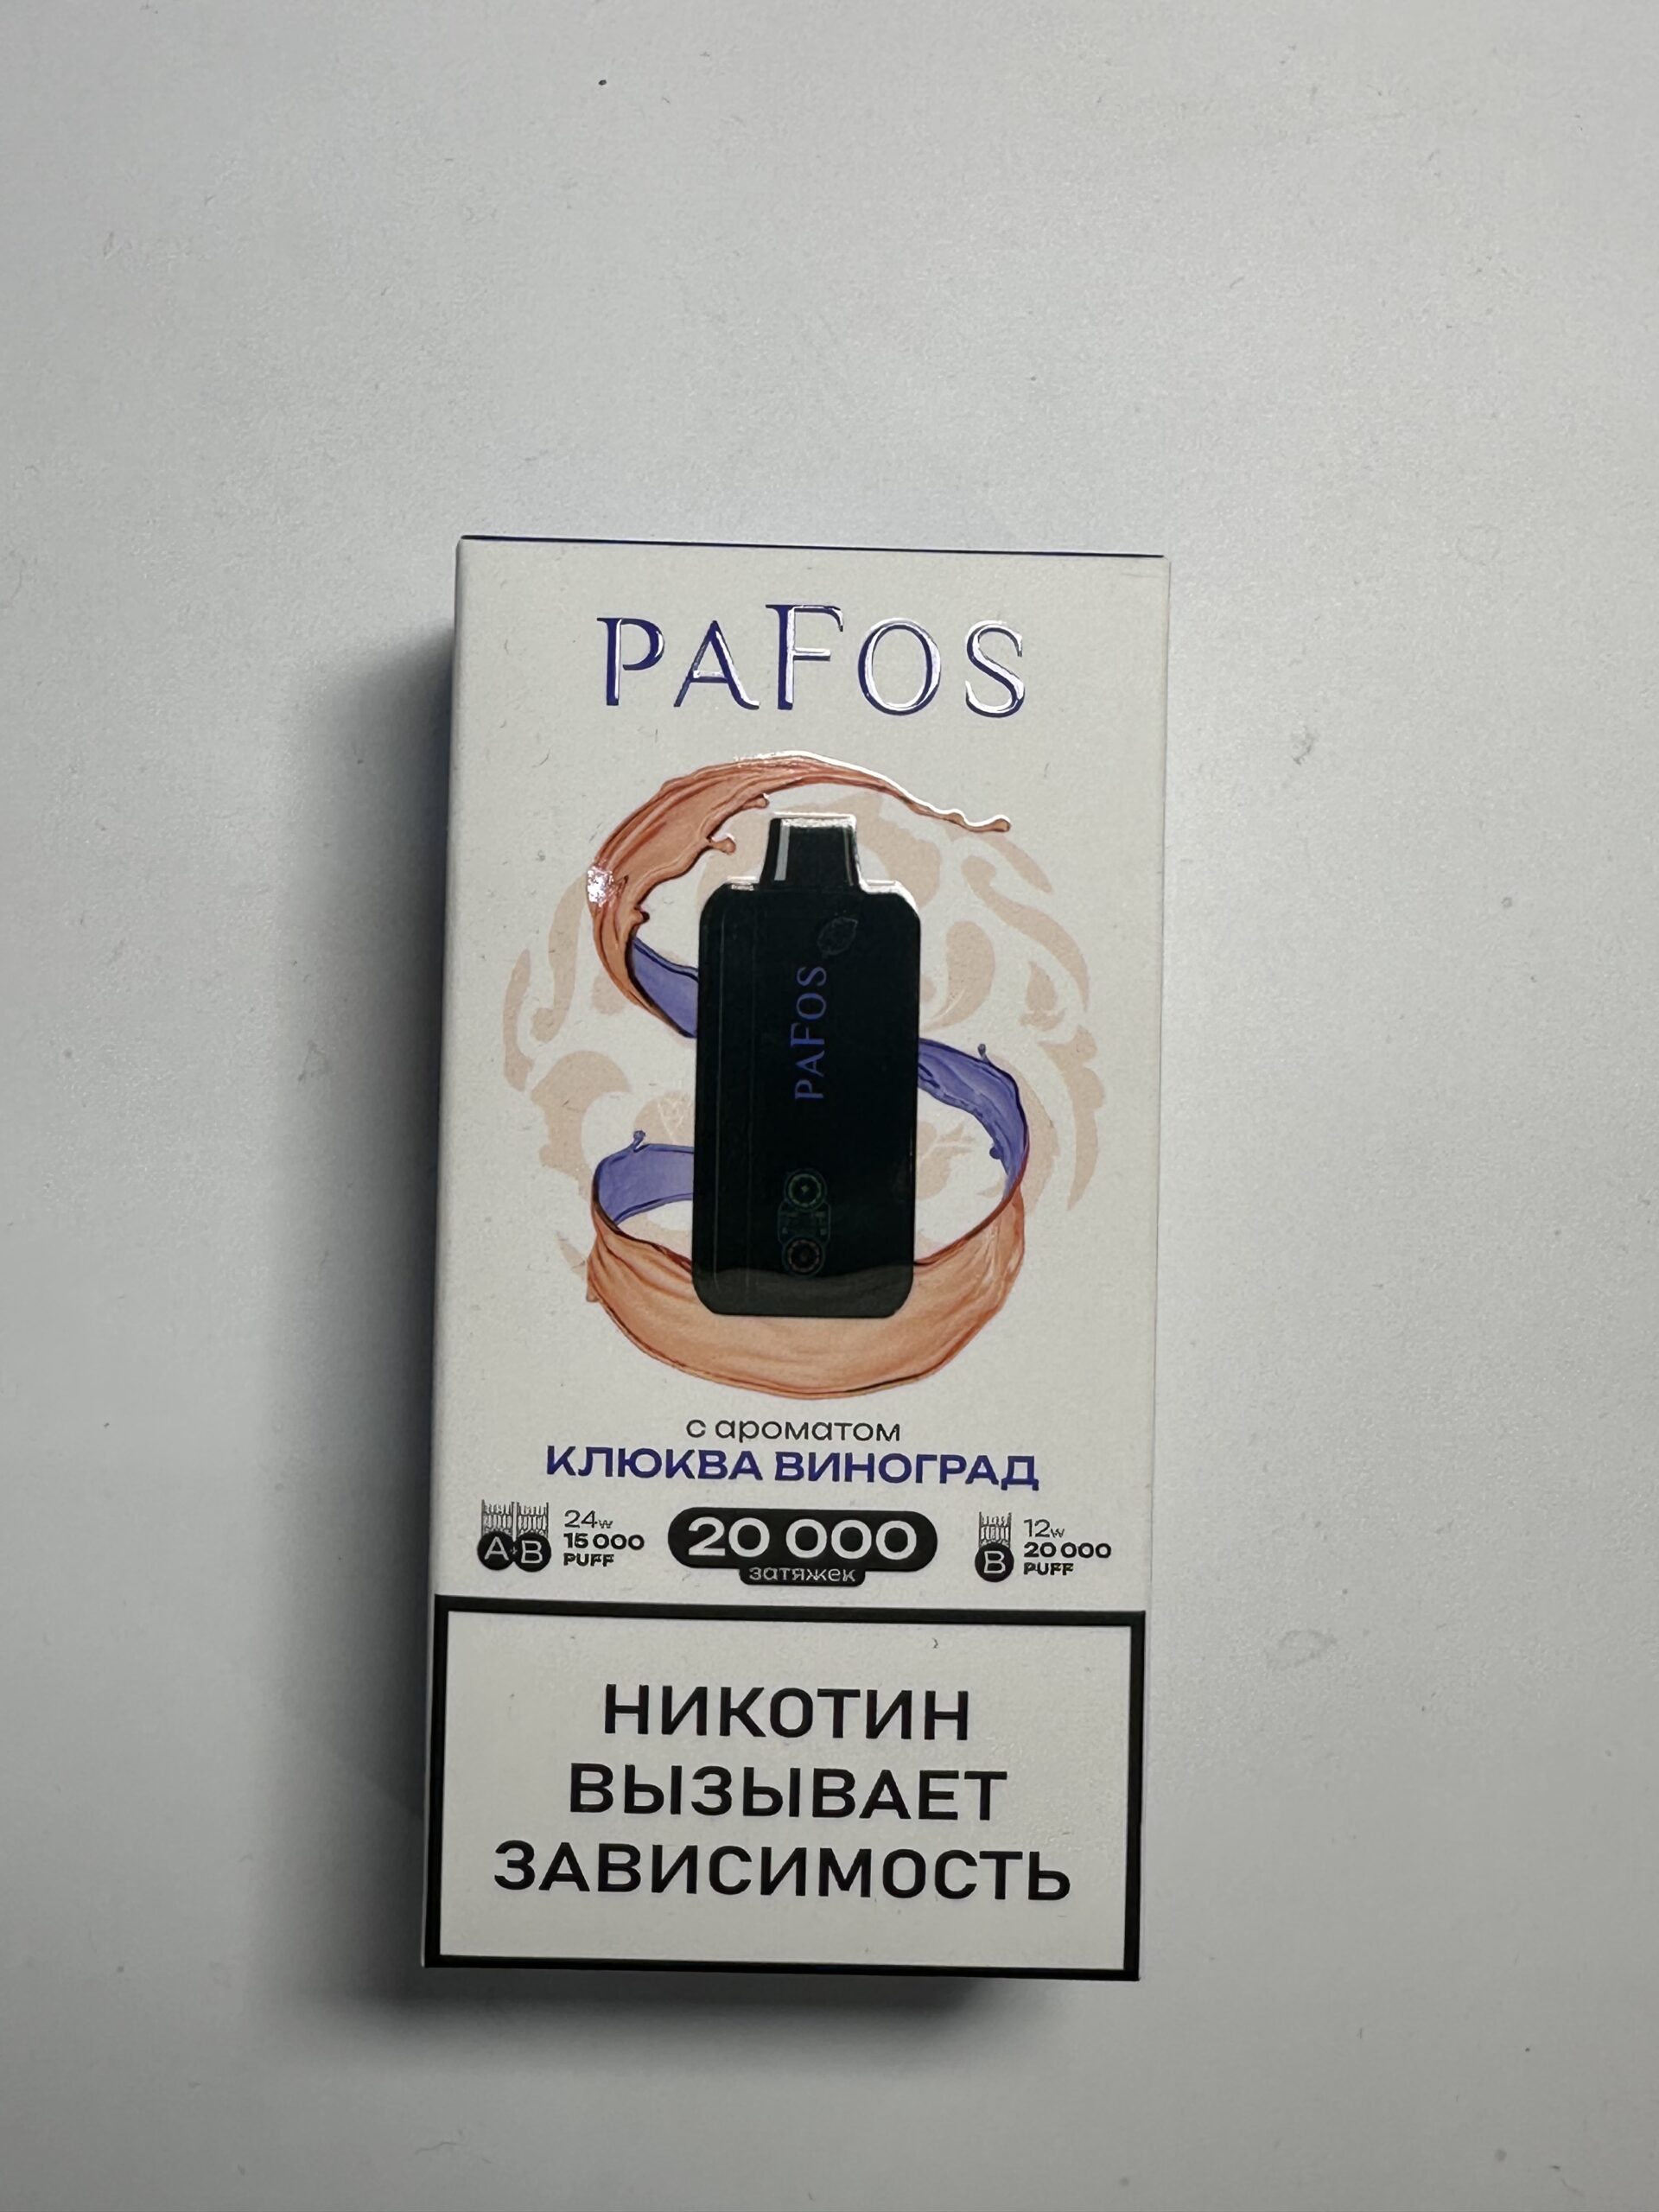 PAFOS
PAFOS
с ароматом
КЛЮКВА ВИНОГРАД
A+B
24w
15 000
PUFF
20 000
затяжек
B
12w
20 000
PUFF
НИКОТИН
ВЫЗЫВАЕТ
ЗАВИСИМОСТЬ